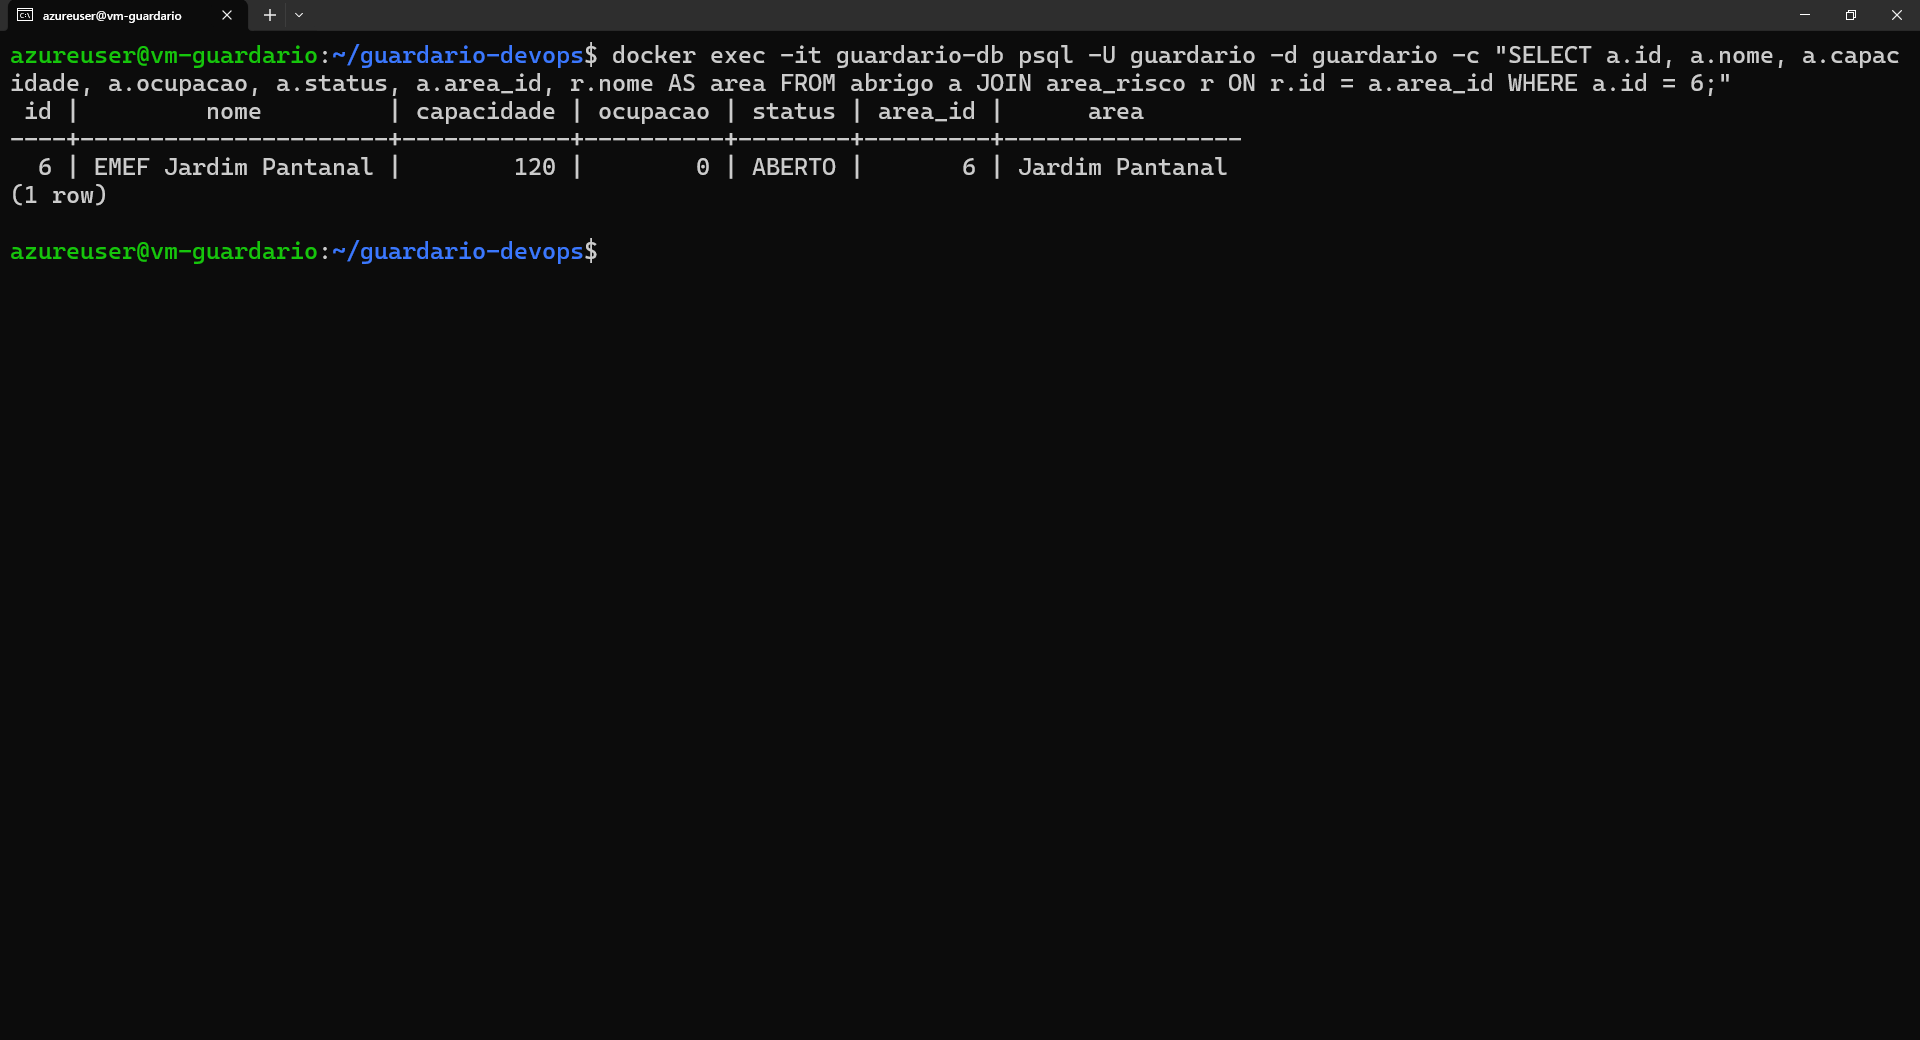 azureuser@vm-guardario
azureuser@vm-guardario:~/guardario-devops$ docker exec -it guardario-db psql -U guardario -d guardario -c "SELECT a.id, a.nome, a.capac
idade, a.ocupacao, a.status, a.area_id, r.nome AS area FROM abrigo a JOIN area_risco r ON r.id = a.area_id WHERE a.id = 6;"
 id |         nome         | capacidade | ocupacao | status | area_id |      area
----+----------------------+------------+----------+--------+---------+-----------------
  6 | EMEF Jardim Pantanal |        120 |        0 | ABERTO |       6 | Jardim Pantanal
(1 row)
azureuser@vm-guardario:~/guardario-devops$